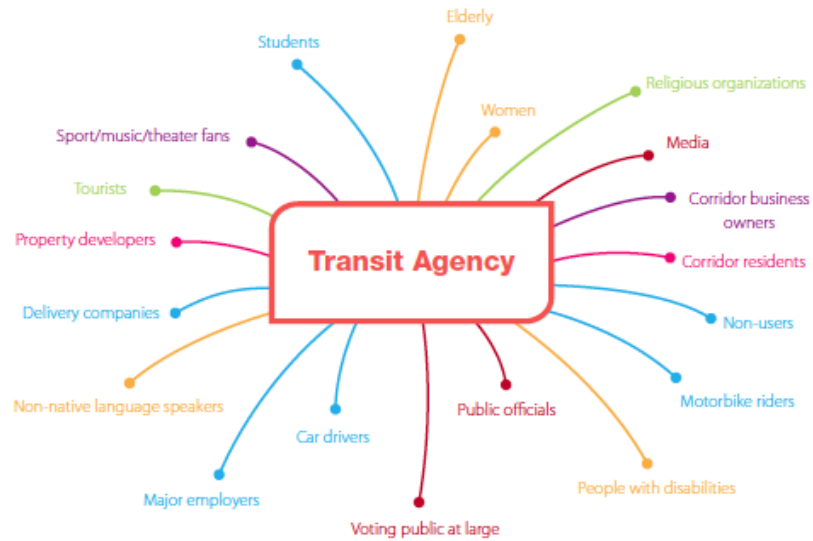 Elderly
Students
Religious organizations
Women
Sport/music/theater fans
Media
Tourists
Corridor business
owners
Property developers
Transit Agency
Corridor residents
Delivery companies
Non-users
Non-native language speakers
Public officials
Motorbike riders
Car drivers
People with disabilities
Major employers
Voting public at large